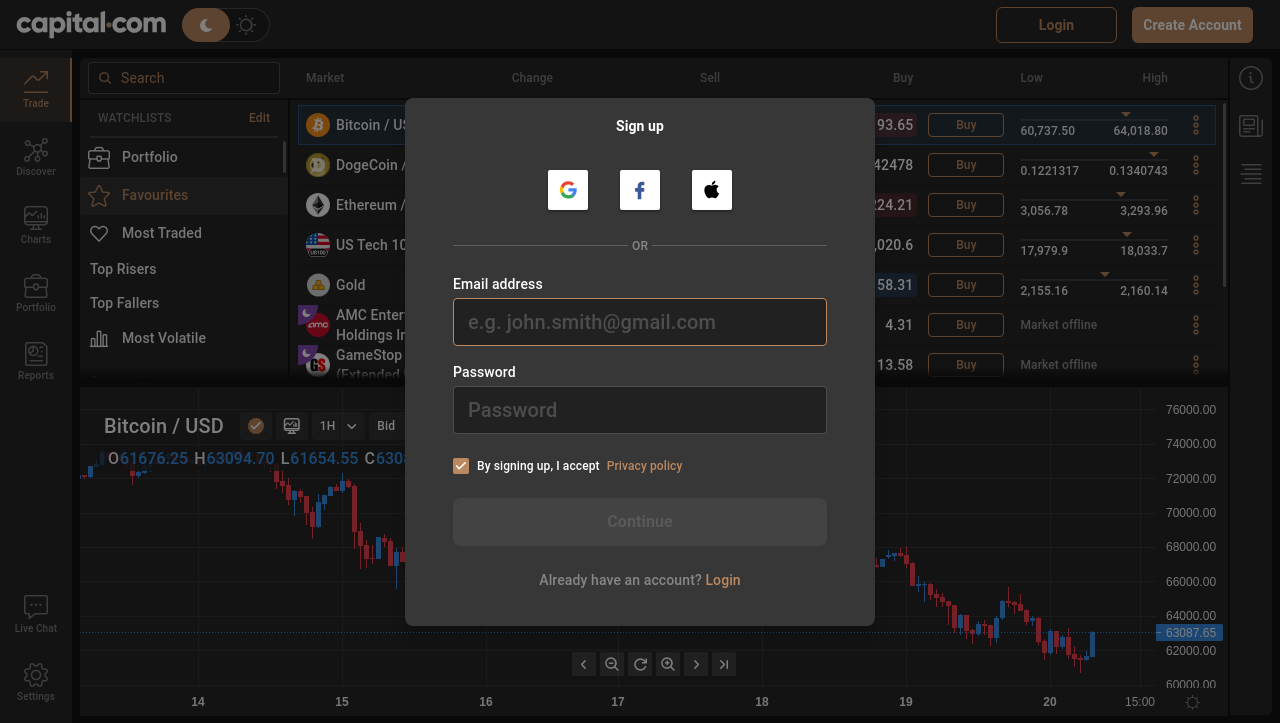 capital.com
Login
Create Account
Trade
Discover
Charts
Portfolio
Reports
Live Chat
Settings
Search
WATCHLISTS Edit
Portfolio
Favourites
Most Traded
Top Risers
Top Fallers
Most Volatile
Market Change Sell Buy Low High
Bitcoin / US 93.65 Buy 60,737.50 64,018.80
DogeCoin / 42478 Buy 0.1221317 0.1340743
Ethereum / 224.21 Buy 3,056.78 3,293.96
US100
US Tech 10 ,020.6 Buy 17,979.9 18,033.7
Gold 58.31 Buy 2,155.16 2,160.14
amc
AMC Enter
Holdings In 4.31 Buy Market offline
GameStop
(Extended 13.58 Buy Market offline
Sign up
OR
Email address
e.g. john.smith@gmail.com
Password
Password
By signing up, I accept Privacy policy
Continue
Already have an account? Login
Bitcoin / USD 1H Bid
O61676.25 H63094.70 L61654.55 C6308
76000.00
74000.00
72000.00
70000.00
68000.00
66000.00
64000.00
63087.65
62000.00
60000.00
14 15 16 17 18 19 20 15:00